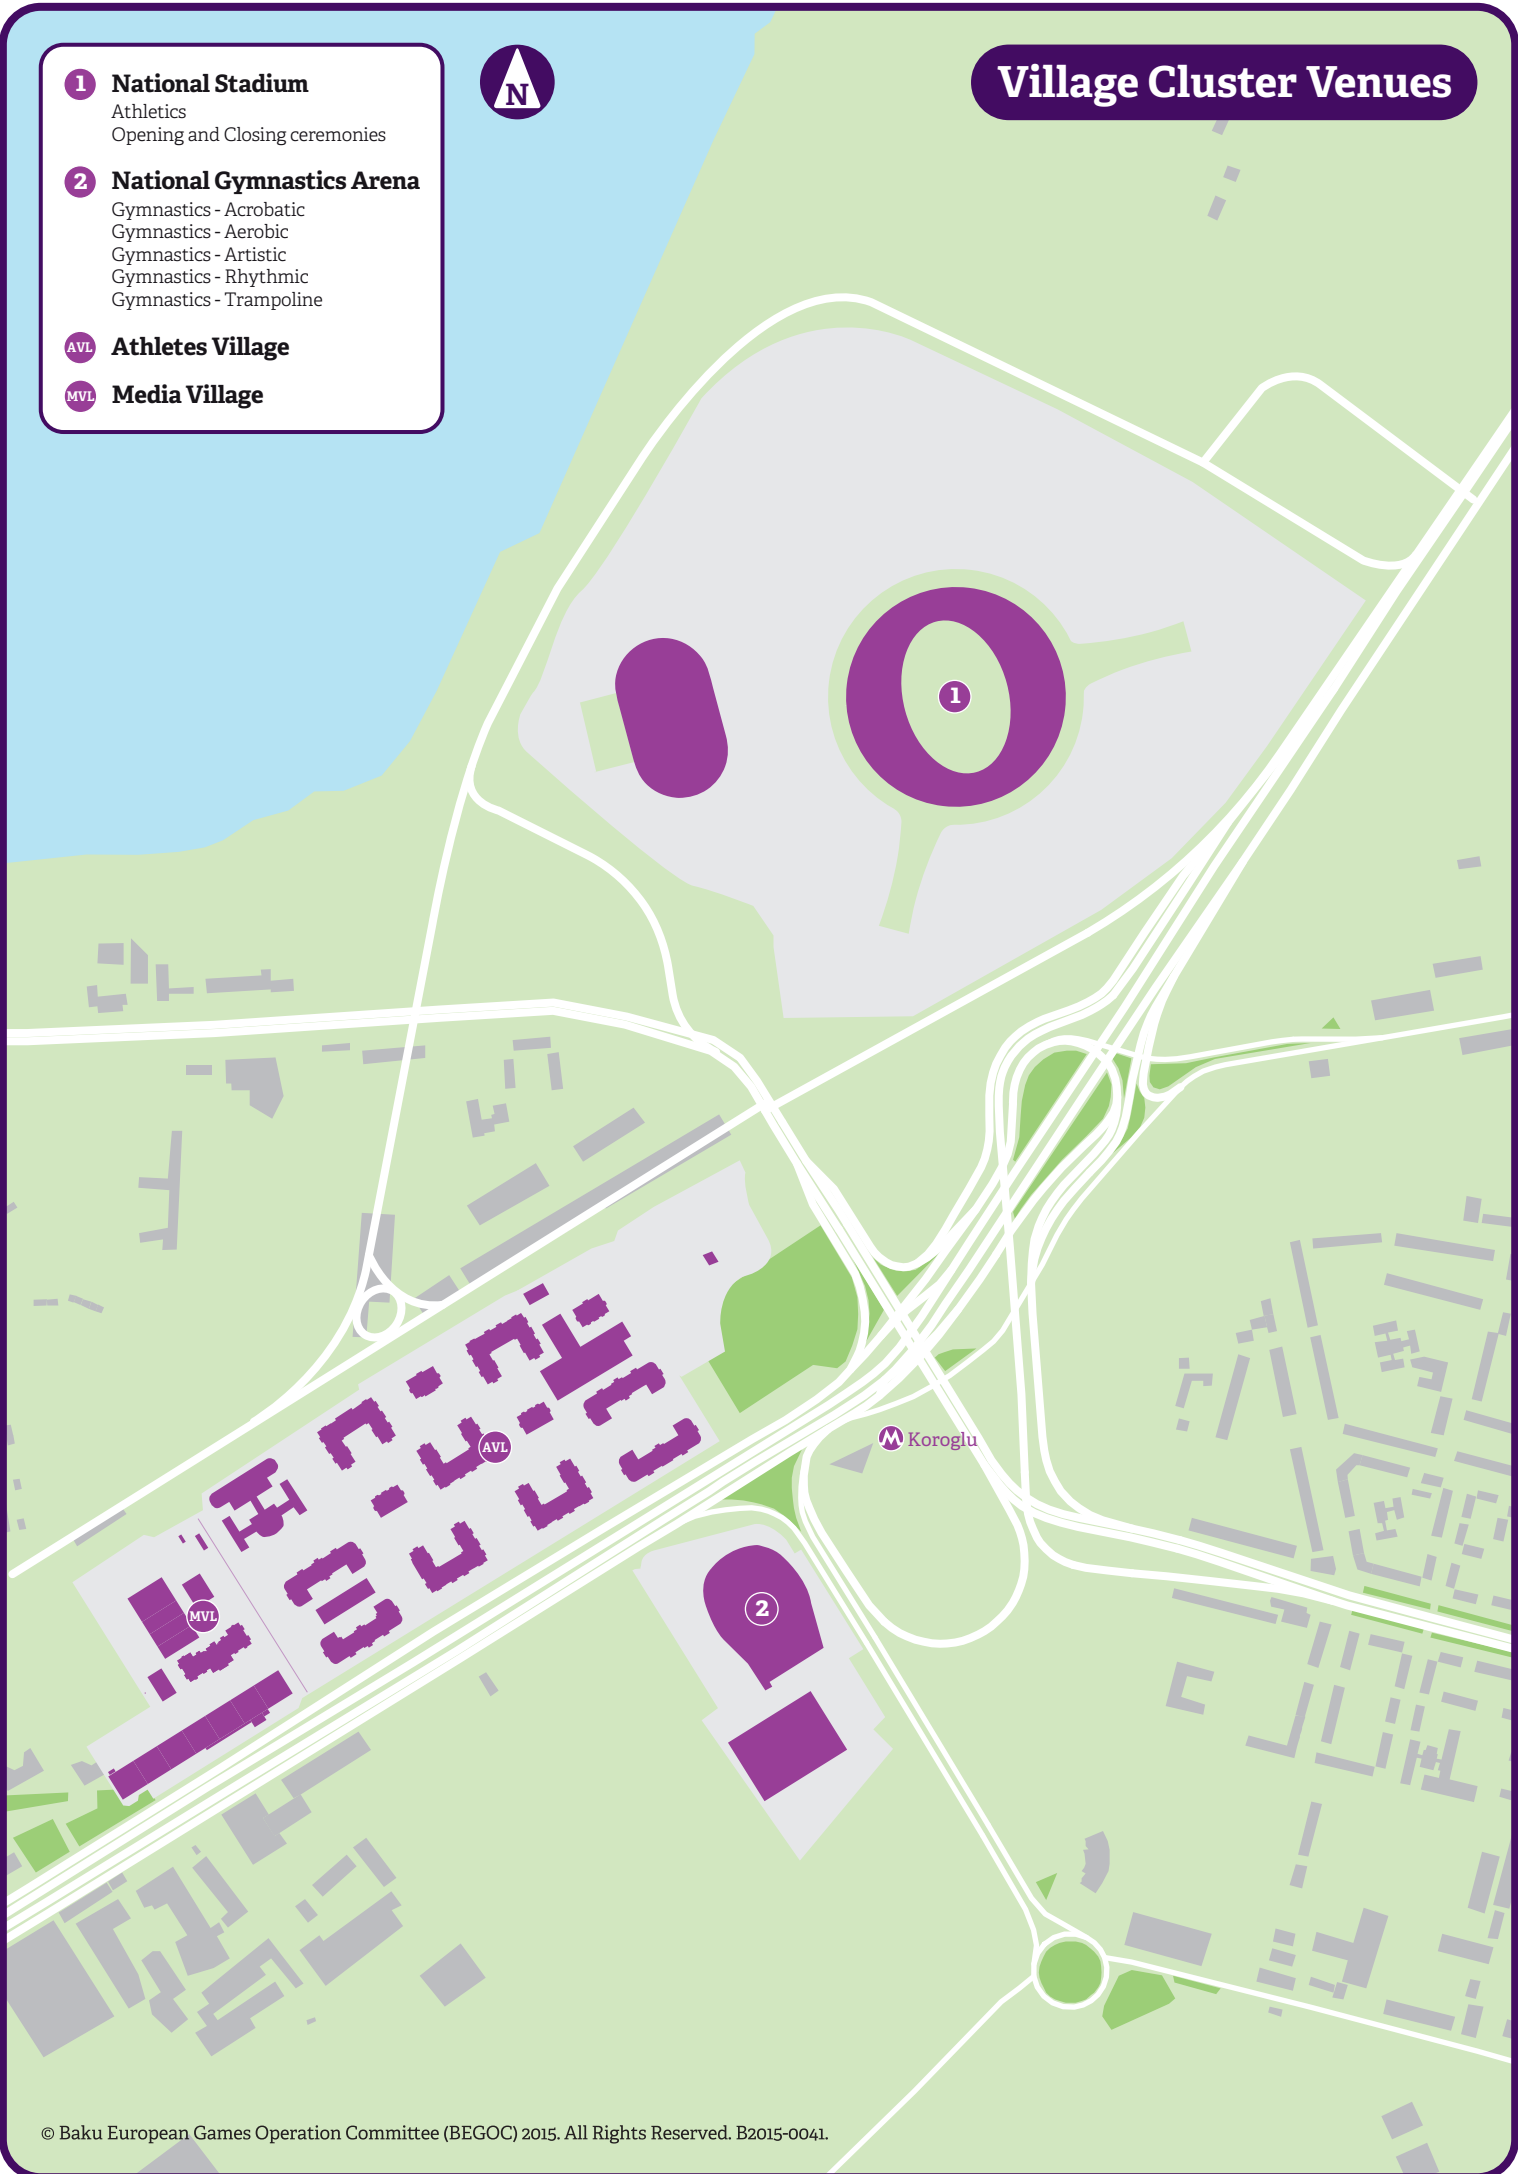 Village Cluster Venues
N
1 National Stadium
Athletics
Opening and Closing ceremonies
2 National Gymnastics Arena
Gymnastics - Acrobatic
Gymnastics - Aerobic
Gymnastics - Artistic
Gymnastics - Rhythmic
Gymnastics - Trampoline
AVL Athletes Village
MVL Media Village
1
M Koroglu
AVL
2
MVL
© Baku European Games Operation Committee (BEGOC) 2015. All Rights Reserved. B2015-0041.